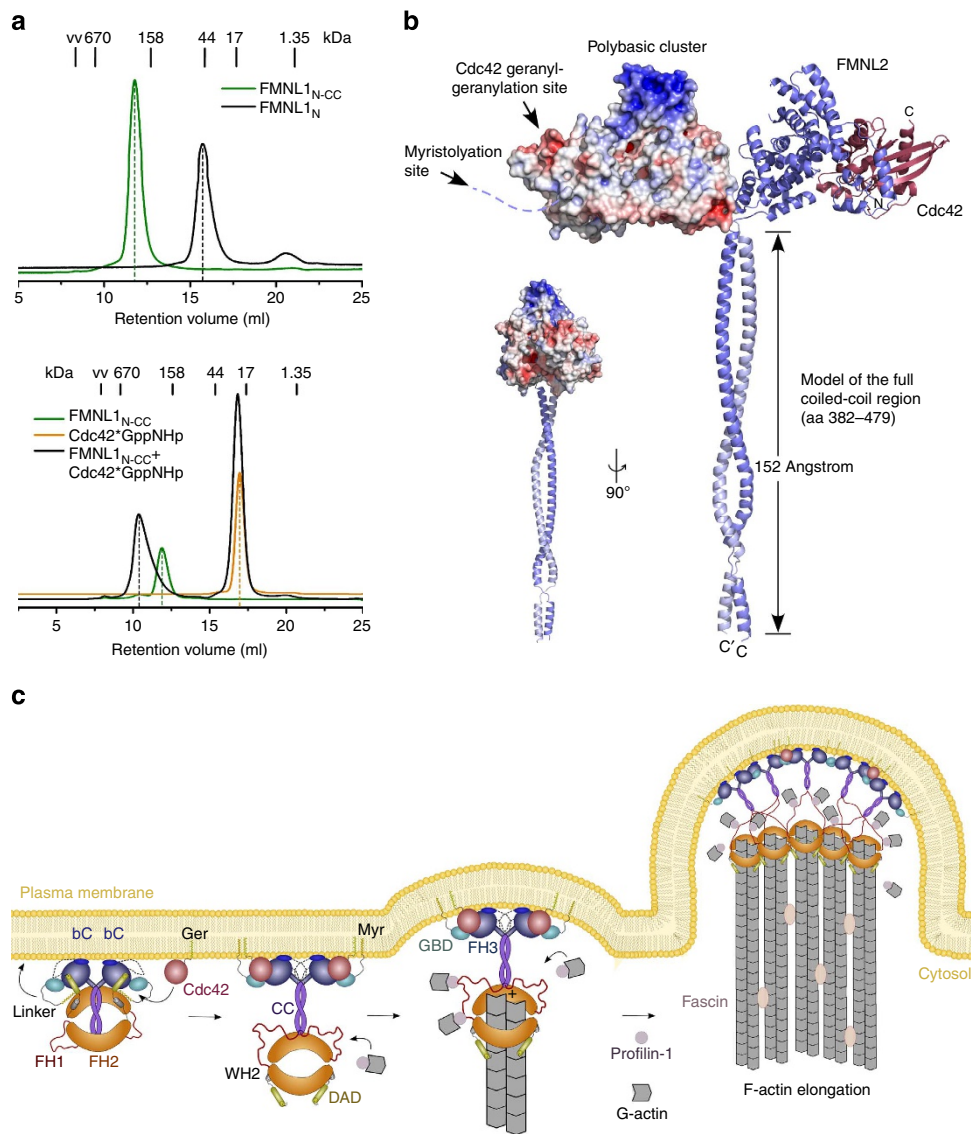 a
vv 670 158 44 17 1.35 kDa
FMNL1N-CC
FMNL1N
5 10 15 20 25
Retention volume (ml)
kDa vv 670 158 44 17 1.35
FMNL1N-CC
Cdc42*GppNHp
FMNL1N-CC+
Cdc42*GppNHp
5 10 15 20 25
Retention volume (ml)
b
Polybasic cluster
FMNL2
Cdc42 geranyl-
geranylation site
Myristolyation
site
C
N
Cdc42
Model of the full
coiled-coil region
(aa 382–479)
152 Angstrom
90°
C′ C
c
Plasma membrane
bC bC
Ger
Myr
GBD
FH3
Cytosol
Linker
Cdc42
CC
+
Fascin
FH1
FH2
WH2
DAD
Profilin-1
G-actin
F-actin elongation